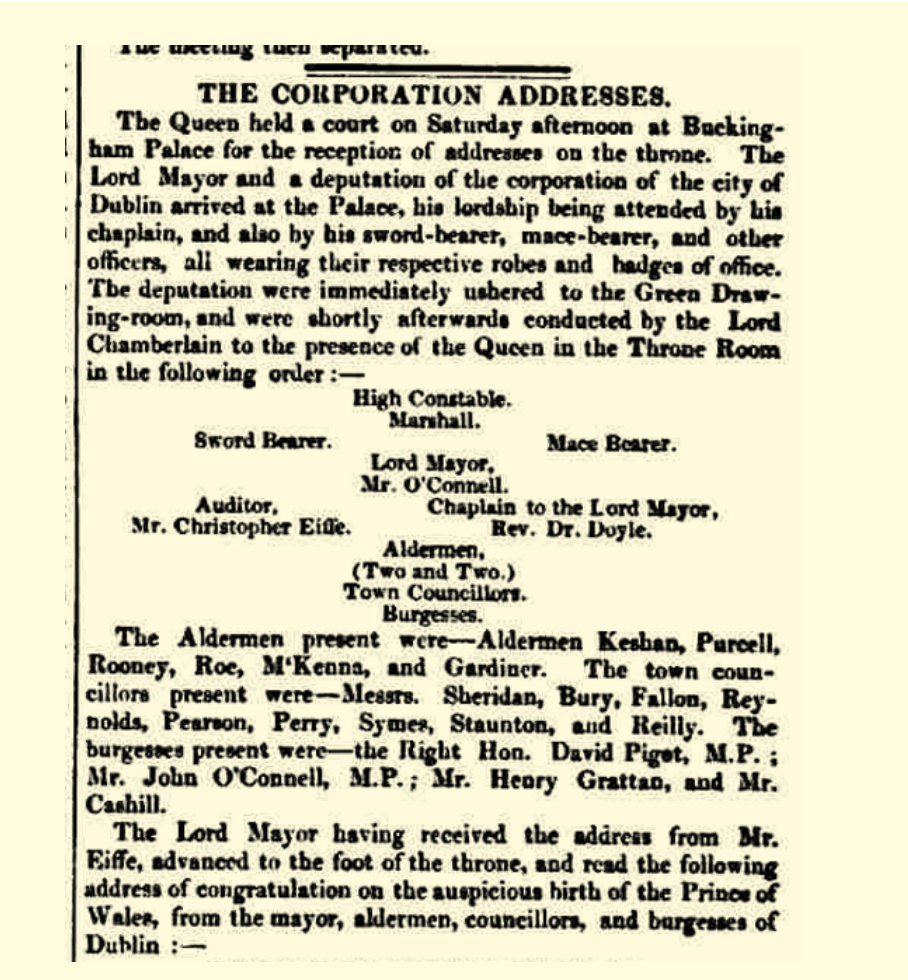 The meeting then separated.
THE CORPORATION ADDRESSES.
The Queen held a court on Saturday afternoon at Bucking-
ham Palace for the reception of addresses on the throne. The
Lord Mayor and a deputation of the corporation of the city of
Dublin arrived at the Palace, his lordship being attended by his
chaplain, and also by his sword-bearer, mace-bearer, and other
officers, all wearing their respective robes and badges of office.
The deputation were immediately ushered to the Green Draw-
ing-room, and were shortly afterwards conducted by the Lord
Chamberlain to the presence of the Queen in the Throne Room
in the following order :—
High Constable.
Marshall.
Sword Bearer. Mace Bearer.
Lord Mayor,
Mr. O'Connell.
Auditor, Chaplain to the Lord Mayor,
Mr. Christopher Eiffe. Rev. Dr. Doyle.
Aldermen,
(Two and Two.)
Town Councillors.
Burgesses.
The Aldermen present were—Aldermen Keshan, Purcell,
Rooney, Roe, M'Kenna, and Gardiner. The town coun-
cillors present were—Messrs. Sheridan, Bury, Fallon, Rey-
nolds, Pearson, Perry, Symes, Staunton, and Reilly. The
burgesses present were—the Right Hon. David Pigot, M.P. ;
Mr. John O'Connell, M.P. ; Mr. Henry Grattan, and Mr.
Cashill.
The Lord Mayor having received the address from Mr.
Eiffe, advanced to the foot of the throne, and read the following
address of congratulation on the auspicious birth of the Prince of
Wales, from the mayor, aldermen, councillors, and burgesses of
Dublin :—